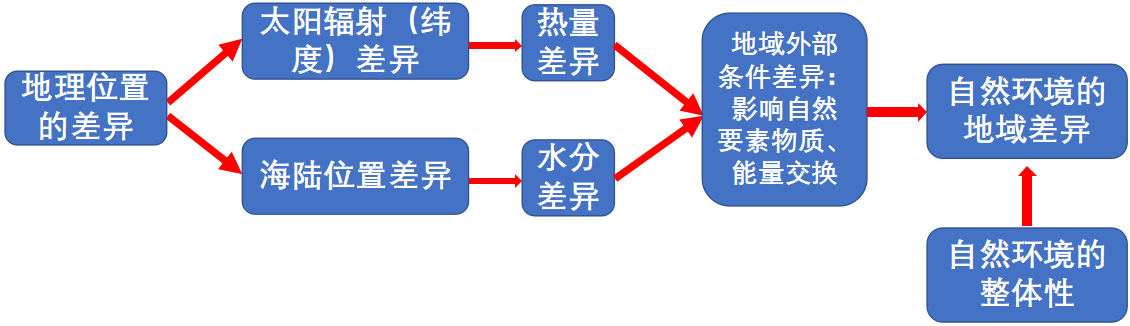 地理位置
的差异
太阳辐射（纬
度）差异
热量
差异
海陆位置差异
水分
差异
地域外部
条件差异：
影响自然
要素物质、
能量交换
自然环境的
地域差异
自然环境的
整体性